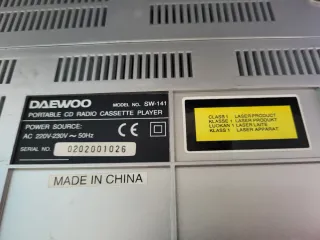 DAEWOO MODEL NO. SW-141
PORTABLE CD RADIO CASSETTE PLAYER
POWER SOURCE:
AC 220V-230V ~ 50Hz
CE
SERIAL NO. 0202001026
MADE IN CHINA
CLASS 1 LASER PRODUCT
KLASSE 1 LASER PRODUKT
LUOKAN 1 LASER LAITE
KLASS 1 LASER APPARAT